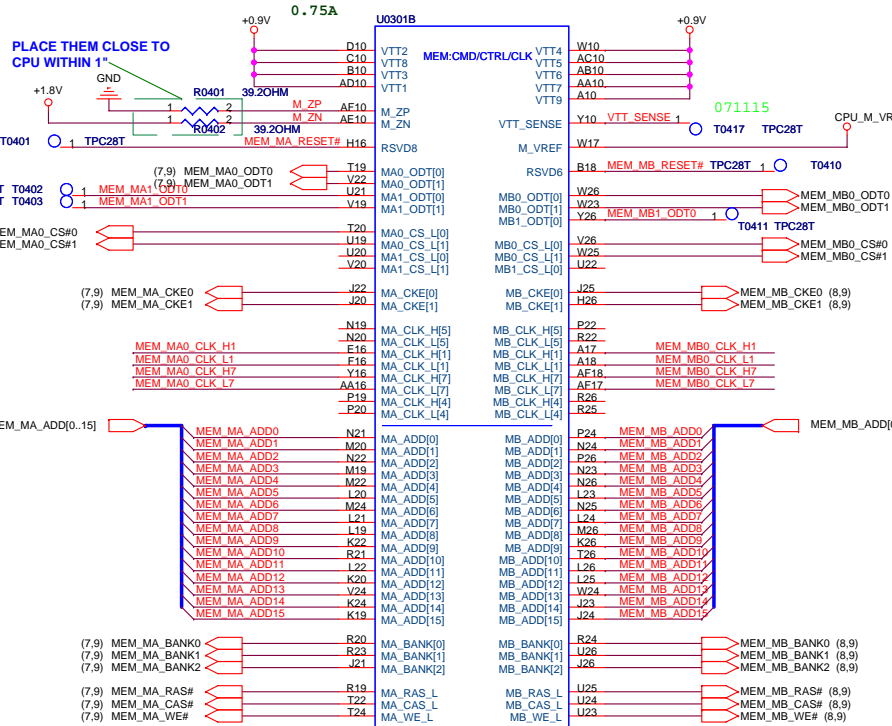 0.75A
+0.9V U0301B +0.9V
PLACE THEM CLOSE TO
CPU WITHIN 1"
MEM:CMD/CTRL/CLK
D10 VTT2 VTT4 W10
C10 VTT8 VTT5 AC10
B10 VTT3 VTT6 AB10
AD10 VTT1 VTT7 AA10
VTT9 A10
GND
+1.8V
R0401 39.2OHM
1 2 M_ZP AF10 M_ZP
1 2 M_ZN AE10 M_ZN
R0402 39.2OHM
071115
VTT_SENSE Y10 VTT_SENSE 1
T0417 TPC28T
CPU_M_VR
M_VREF W17
T0401 1 TPC28T MEM_MA_RESET# H16 RSVD8
RSVD6 B18 MEM_MB_RESET# TPC28T 1 T0410
(7,9) MEM_MA0_ODT0 T19 MA0_ODT[0]
(7,9) MEM_MA0_ODT1 V22 MA0_ODT[1]
T T0402 1 MEM_MA1_ODT0 U21 MA1_ODT[0]
T T0403 1 MEM_MA1_ODT1 V19 MA1_ODT[1]
MB0_ODT[0] W26 MEM_MB0_ODT0
MB0_ODT[1] W23 MEM_MB0_ODT1
MB1_ODT[0] Y26 MEM_MB1_ODT0 1
T0411 TPC28T
EM_MA0_CS#0 T20 MA0_CS_L[0]
EM_MA0_CS#1 U19 MA0_CS_L[1]
U20 MA1_CS_L[0]
V20 MA1_CS_L[1]
MB0_CS_L[0] V26 MEM_MB0_CS#0
MB0_CS_L[1] W25 MEM_MB0_CS#1
MB1_CS_L[0] U22
(7,9) MEM_MA_CKE0 J22 MA_CKE[0] MB_CKE[0] J25 MEM_MB_CKE0 (8,9)
(7,9) MEM_MA_CKE1 J20 MA_CKE[1] MB_CKE[1] H26 MEM_MB_CKE1 (8,9)
N19 MA_CLK_H[5] MB_CLK_H[5] P22
N20 MA_CLK_L[5] MB_CLK_L[5] R22
MEM_MA0_CLK_H1 E16 MA_CLK_H[1] MB_CLK_H[1] A17 MEM_MB0_CLK_H1
MEM_MA0_CLK_L1 F16 MA_CLK_L[1] MB_CLK_L[1] A18 MEM_MB0_CLK_L1
MEM_MA0_CLK_H7 Y16 MA_CLK_H[7] MB_CLK_H[7] AF18 MEM_MB0_CLK_H7
MEM_MA0_CLK_L7 AA16 MA_CLK_L[7] MB_CLK_L[7] AF17 MEM_MB0_CLK_L7
P19 MA_CLK_H[4] MB_CLK_H[4] R26
P20 MA_CLK_L[4] MB_CLK_L[4] R25
EM_MA_ADD[0..15] MEM_MB_ADD[0
MEM_MA_ADD0 N21 MA_ADD[0] MB_ADD[0] P24 MEM_MB_ADD0
MEM_MA_ADD1 M20 MA_ADD[1] MB_ADD[1] N24 MEM_MB_ADD1
MEM_MA_ADD2 N22 MA_ADD[2] MB_ADD[2] P26 MEM_MB_ADD2
MEM_MA_ADD3 M19 MA_ADD[3] MB_ADD[3] N23 MEM_MB_ADD3
MEM_MA_ADD4 M22 MA_ADD[4] MB_ADD[4] N26 MEM_MB_ADD4
MEM_MA_ADD5 L20 MA_ADD[5] MB_ADD[5] L23 MEM_MB_ADD5
MEM_MA_ADD6 M24 MA_ADD[6] MB_ADD[6] N25 MEM_MB_ADD6
MEM_MA_ADD7 L21 MA_ADD[7] MB_ADD[7] L24 MEM_MB_ADD7
MEM_MA_ADD8 L19 MA_ADD[8] MB_ADD[8] M26 MEM_MB_ADD8
MEM_MA_ADD9 K22 MA_ADD[9] MB_ADD[9] K26 MEM_MB_ADD9
MEM_MA_ADD10 R21 MA_ADD[10] MB_ADD[10] T26 MEM_MB_ADD10
MEM_MA_ADD11 L22 MA_ADD[11] MB_ADD[11] L26 MEM_MB_ADD11
MEM_MA_ADD12 K20 MA_ADD[12] MB_ADD[12] L25 MEM_MB_ADD12
MEM_MA_ADD13 V24 MA_ADD[13] MB_ADD[13] W24 MEM_MB_ADD13
MEM_MA_ADD14 K24 MA_ADD[14] MB_ADD[14] J23 MEM_MB_ADD14
MEM_MA_ADD15 K19 MA_ADD[15] MB_ADD[15] J24 MEM_MB_ADD15
(7,9) MEM_MA_BANK0 R20 MA_BANK[0] MB_BANK[0] R24 MEM_MB_BANK0 (8,9)
(7,9) MEM_MA_BANK1 R23 MA_BANK[1] MB_BANK[1] U26 MEM_MB_BANK1 (8,9)
(7,9) MEM_MA_BANK2 J21 MA_BANK[2] MB_BANK[2] J26 MEM_MB_BANK2 (8,9)
(7,9) MEM_MA_RAS# R19 MA_RAS_L MB_RAS_L U25 MEM_MB_RAS# (8,9)
(7,9) MEM_MA_CAS# T22 MA_CAS_L MB_CAS_L U24 MEM_MB_CAS# (8,9)
(7,9) MEM_MA_WE# T24 MA_WE_L MB_WE_L U23 MEM_MB_WE# (8,9)